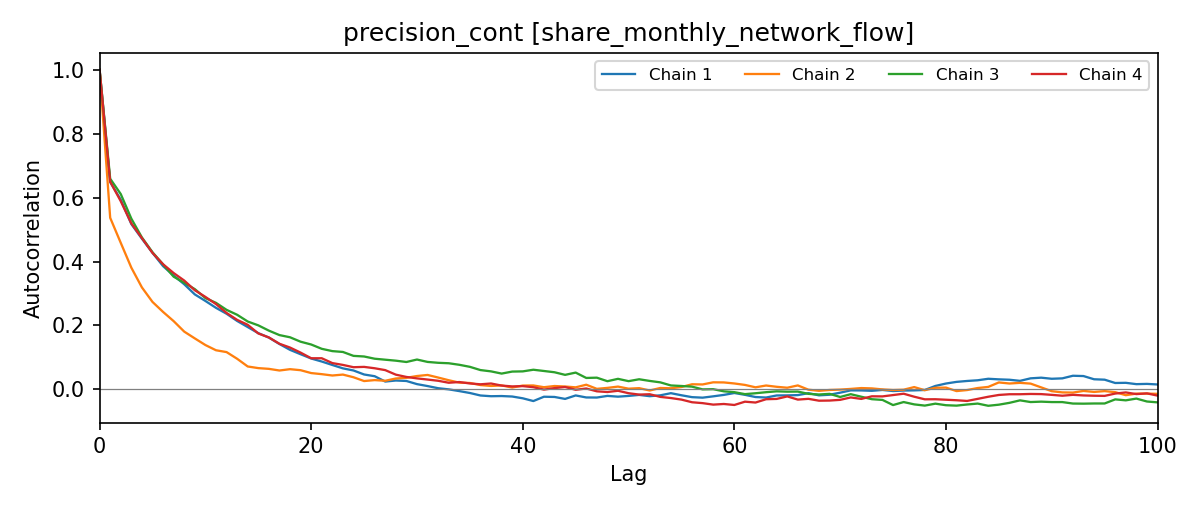 precision_cont [share_monthly_network_flow]
Chain 1 Chain 2 Chain 3 Chain 4
Autocorrelation
1.0
0.8
0.6
0.4
0.2
0.0
0 20 40 60 80 100
Lag